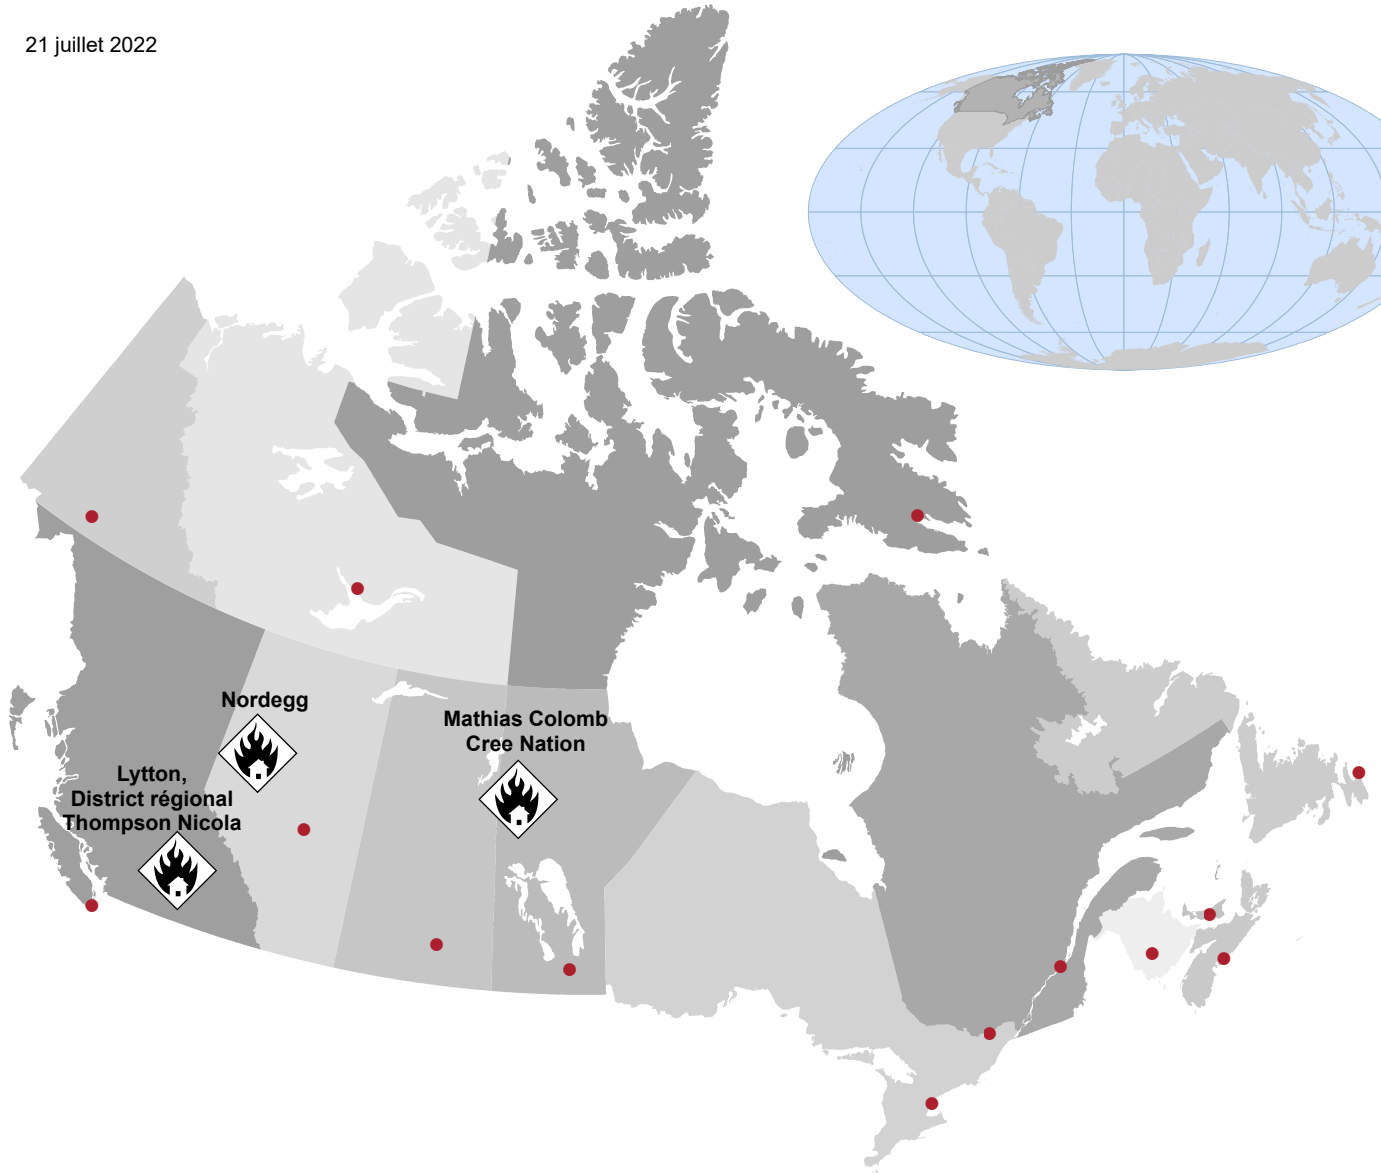 21 juillet 2022
Nordegg
Mathias Colomb
Cree Nation
Lytton,
District régional
Thompson Nicola